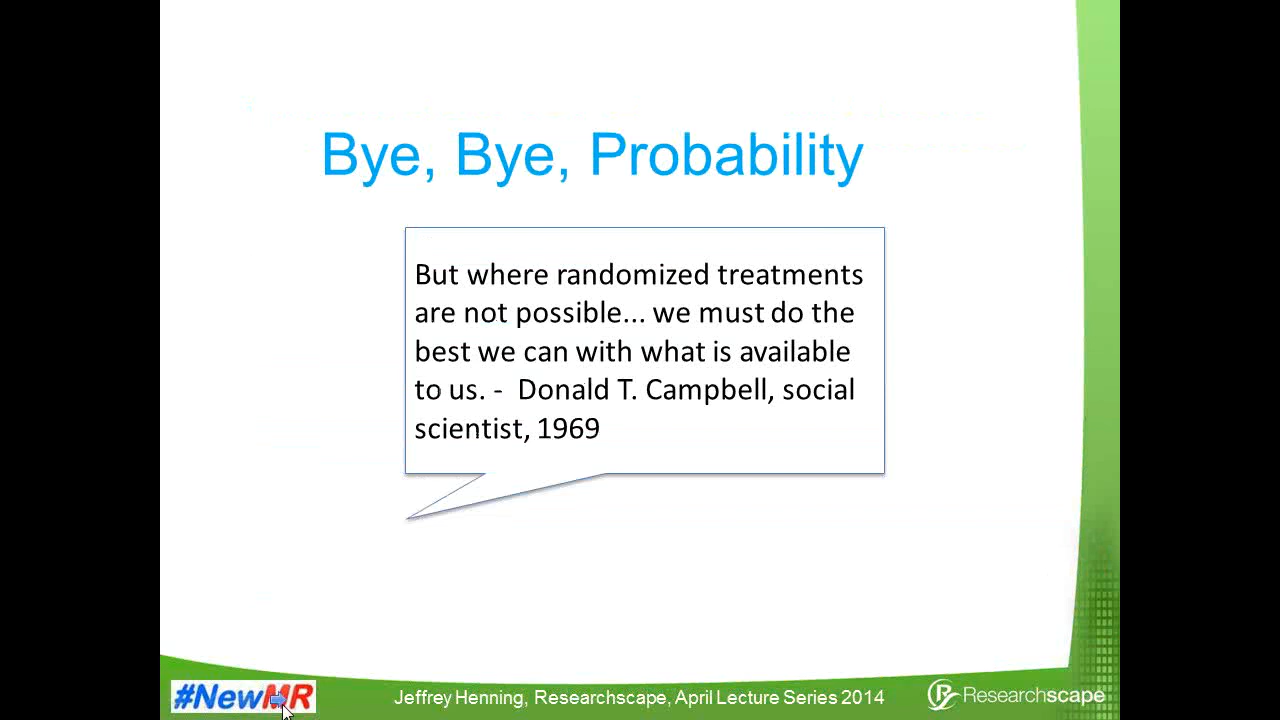 Bye, Bye, Probability
But where randomized treatments
are not possible... we must do the
best we can with what is available
to us. -  Donald T. Campbell, social
scientist, 1969
#NewMR
Jeffrey Henning, Researchscape, April Lecture Series 2014
Researchscape